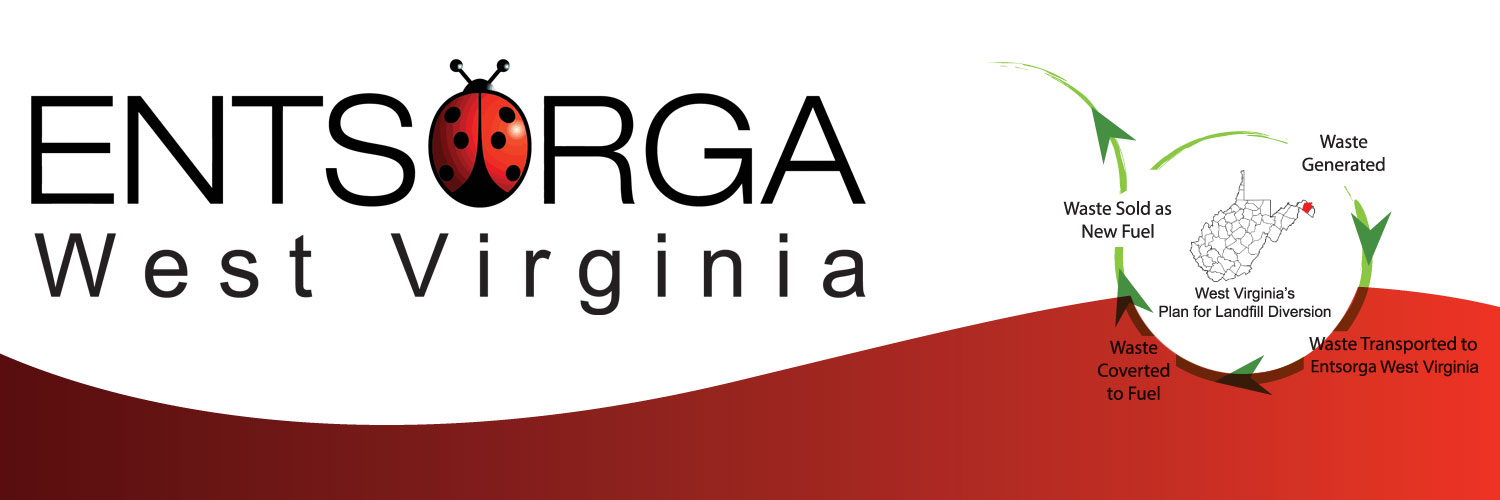 ENTSORGA
West Virginia
Waste
Generated
Waste Transported to
Entsorga West Virginia
Waste
Coverted
to Fuel
Waste Sold as
New Fuel
West Virginia's
Plan for Landfill Diversion